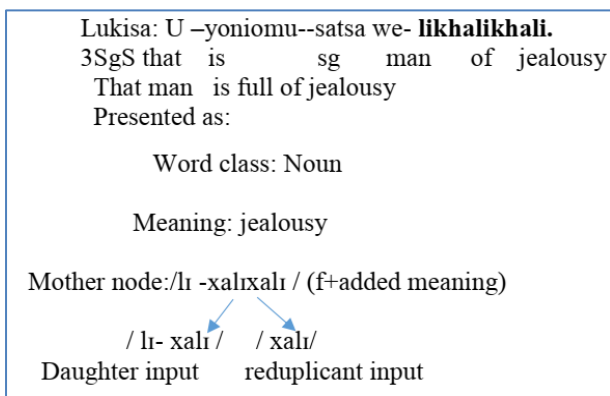 Lukisa: U –yoniomu--satsa we- likhalikhali.
3SgS that is sg man of jealousy
That man is full of jealousy
Presented as:
Word class: Noun
Meaning: jealousy
Mother node:/lɪ -xalɪxalɪ / (f+added meaning)
/ lɪ- xalɪ / / xalɪ/
Daughter input reduplicant input